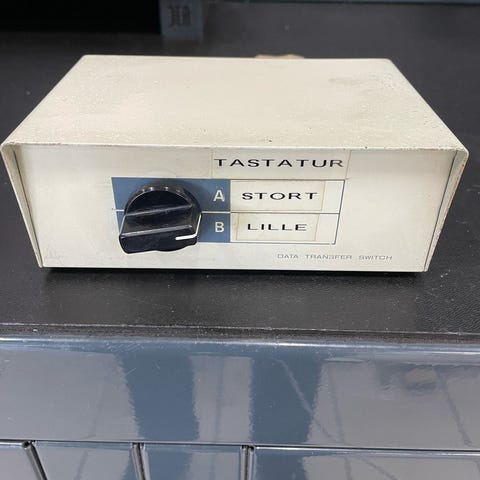 TASTATUR
A STORT
B LILLE
DATA TRANSFER SWITCH